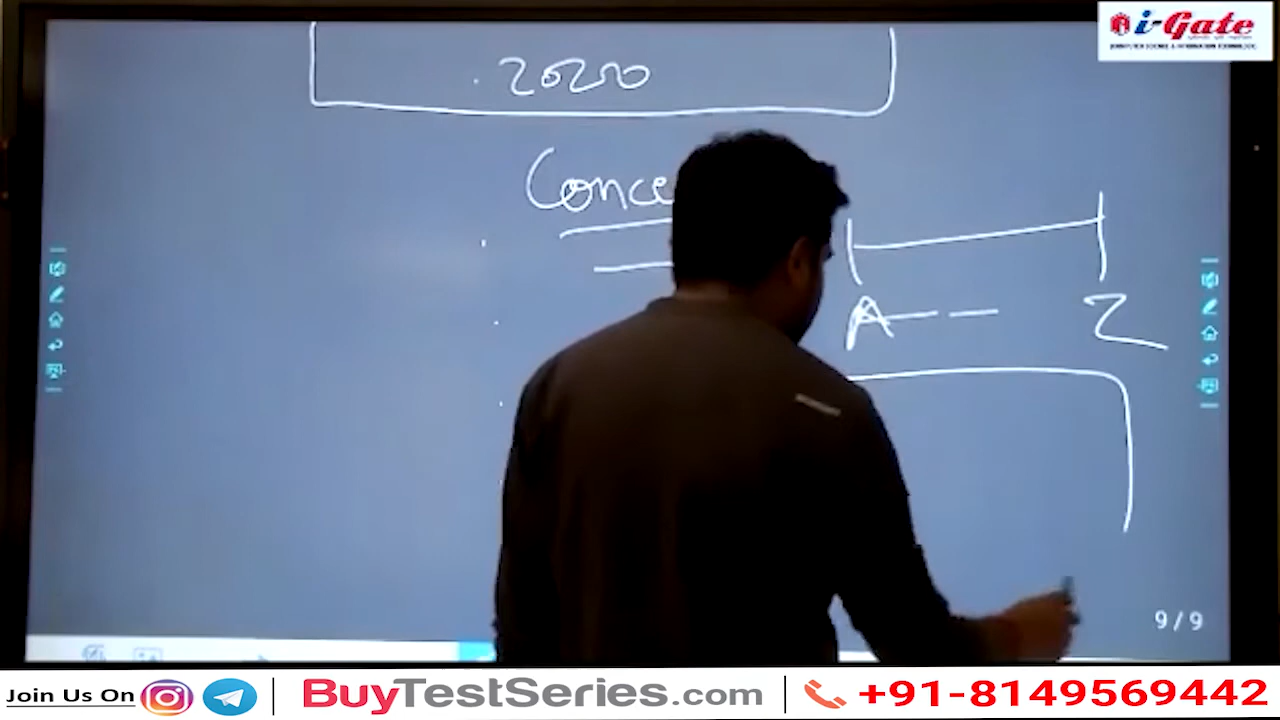 i-Gate
2020
Conce
A — — Z
9/9
Join Us On
BuyTestSeries.com
+91-8149569442